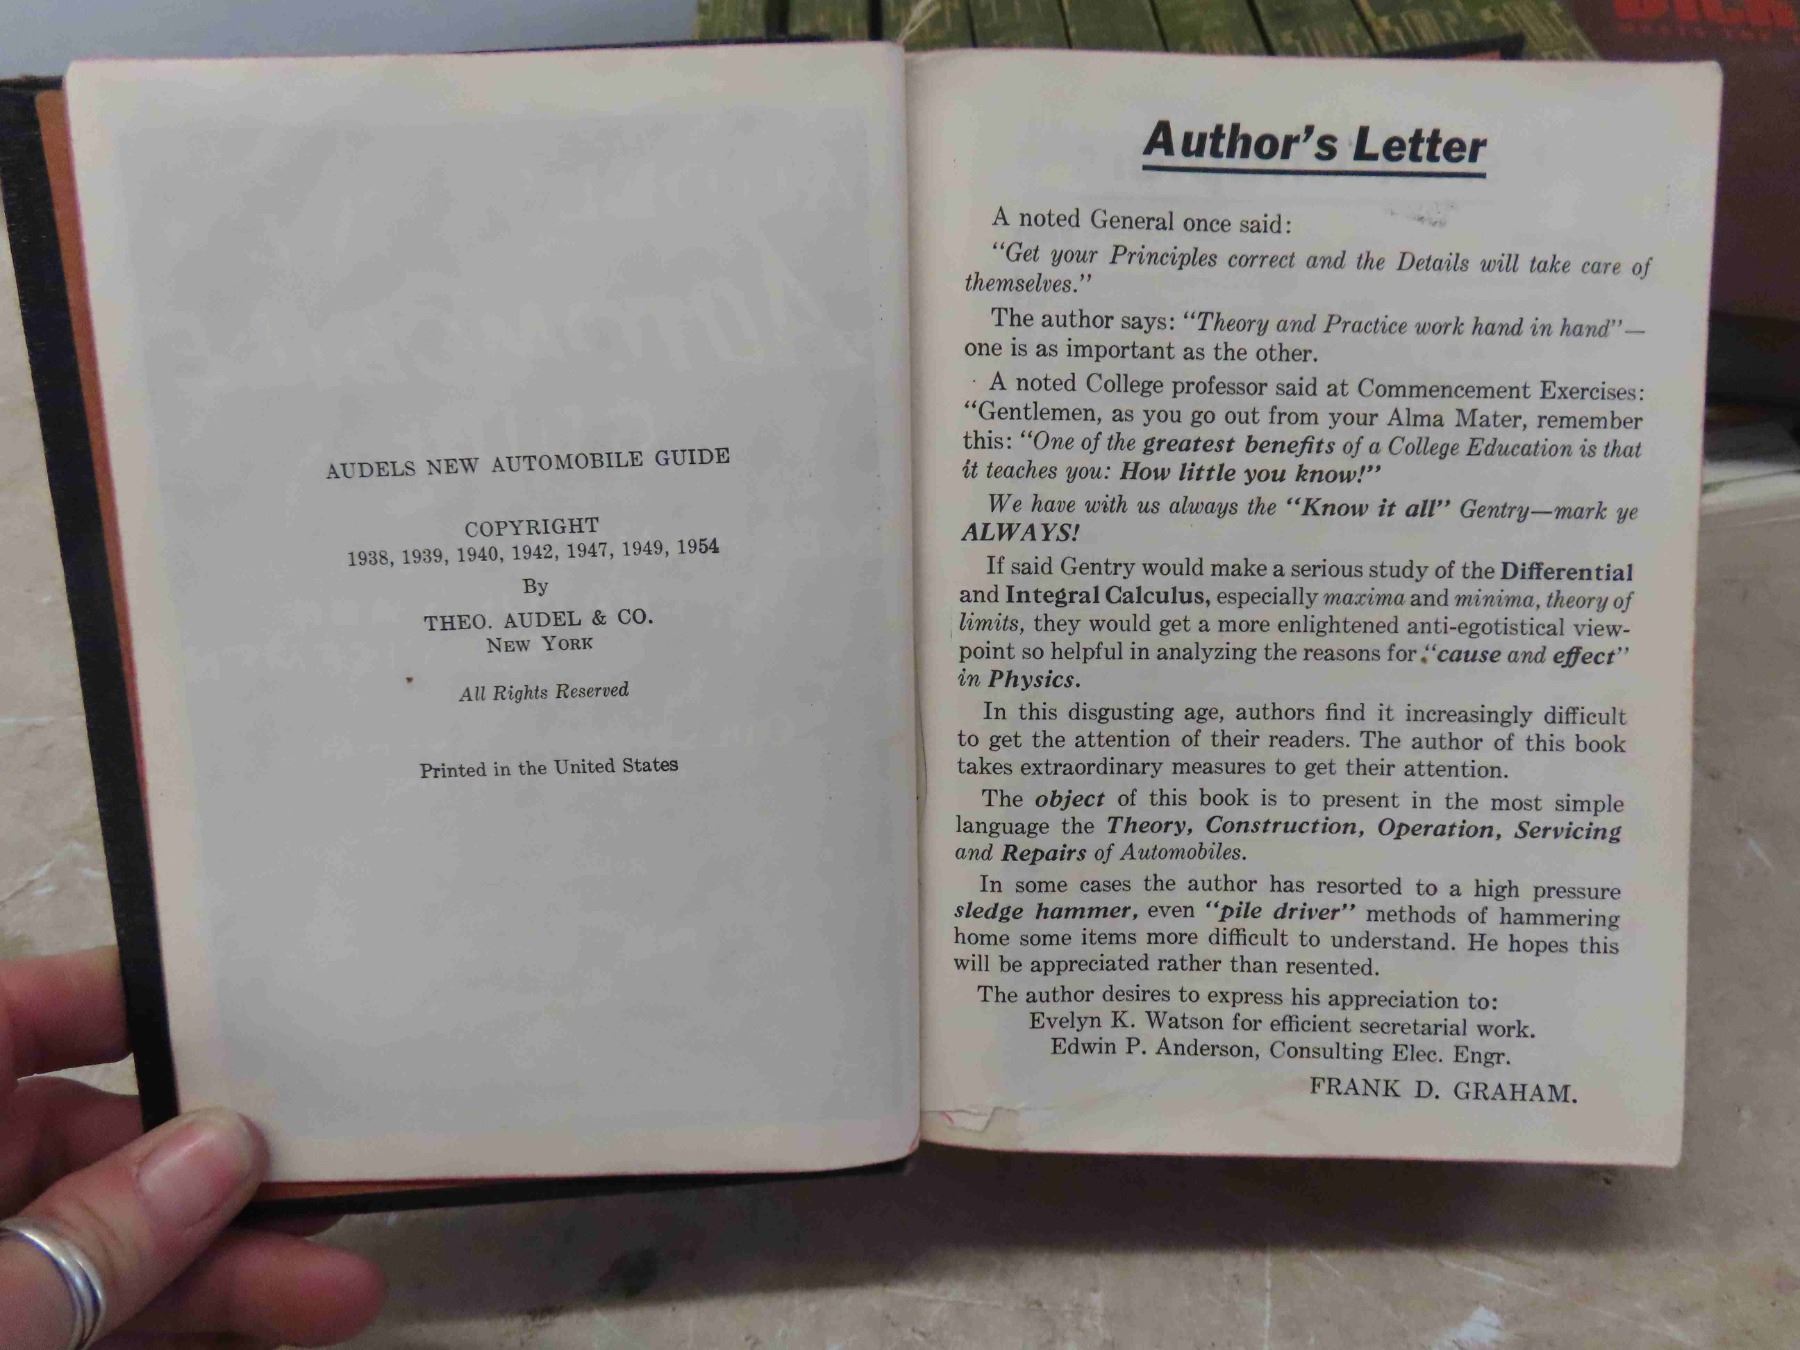 AUDELS NEW AUTOMOBILE GUIDE
COPYRIGHT
1938, 1939, 1940, 1942, 1947, 1949, 1954
By
THEO. AUDEL & CO.
NEW YORK
All Rights Reserved
Printed in the United States
Author's Letter
A noted General once said:
"Get your Principles correct and the Details will take care of
themselves."
The author says: "Theory and Practice work hand in hand"—
one is as important as the other.
A noted College professor said at Commencement Exercises:
"Gentlemen, as you go out from your Alma Mater, remember
this: "One of the greatest benefits of a College Education is that
it teaches you: How little you know!"
We have with us always the "Know it all" Gentry—mark ye
ALWAYS!
If said Gentry would make a serious study of the Differential
and Integral Calculus, especially maxima and minima, theory of
limits, they would get a more enlightened anti-egotistical view-
point so helpful in analyzing the reasons for "cause and effect"
in Physics.
In this disgusting age, authors find it increasingly difficult
to get the attention of their readers. The author of this book
takes extraordinary measures to get their attention.
The object of this book is to present in the most simple
language the Theory, Construction, Operation, Servicing
and Repairs of Automobiles.
In some cases the author has resorted to a high pressure
sledge hammer, even "pile driver" methods of hammering
home some items more difficult to understand. He hopes this
will be appreciated rather than resented.
The author desires to express his appreciation to:
Evelyn K. Watson for efficient secretarial work.
Edwin P. Anderson, Consulting Elec. Engr.
FRANK D. GRAHAM.